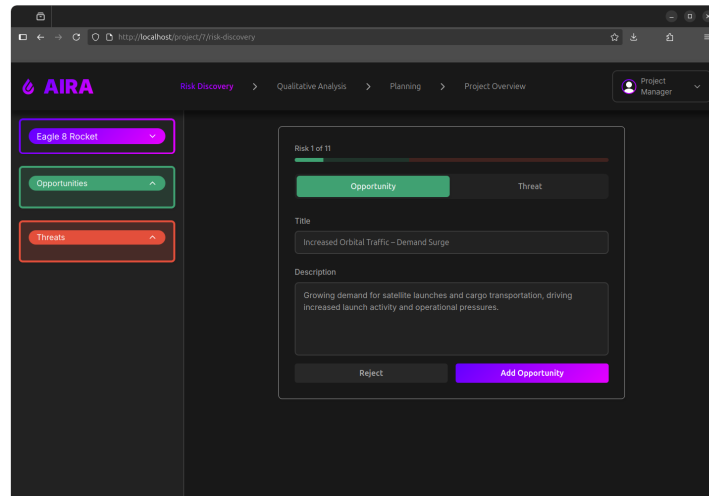 http://localhost/project/7/risk-discovery
AIRA
Risk Discovery
Qualitative Analysis
Planning
Project Overview
Project
Manager
Eagle 8 Rocket
Opportunities
Threats
Risk 1 of 11
Opportunity
Threat
Title
Increased Orbital Traffic – Demand Surge
Description
Growing demand for satellite launches and cargo transportation, driving
increased launch activity and operational pressures.
Reject
Add Opportunity